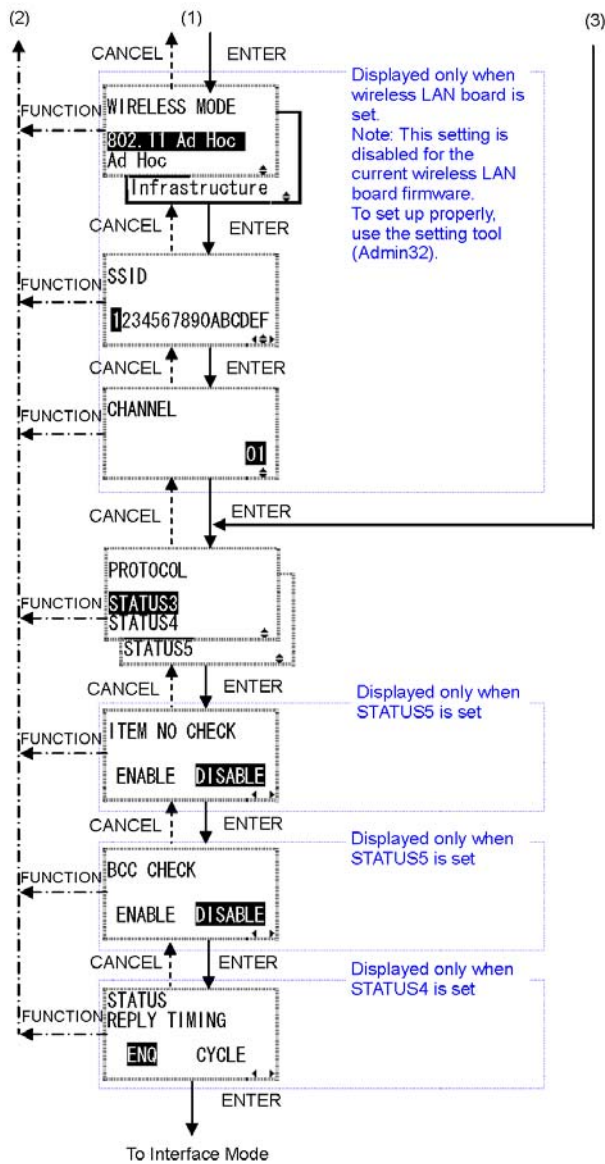 (2)
(1)
(3)
CANCEL
ENTER
FUNCTION
WIRELESS MODE
802.11 Ad Hoc
Ad Hoc
Infrastructure
Displayed only when
wireless LAN board is
set.
Note: This setting is
disabled for the
current wireless LAN
board firmware.
To set up properly,
use the setting tool
(Admin32).
CANCEL
ENTER
FUNCTION
SSID
1234567890ABCDEF
CANCEL
ENTER
FUNCTION
CHANNEL
01
CANCEL
ENTER
FUNCTION
PROTOCOL
STATUS3
STATUS4
STATUS5
CANCEL
ENTER
Displayed only when
STATUS5 is set
FUNCTION
ITEM NO CHECK
ENABLE DISABLE
CANCEL
ENTER
Displayed only when
STATUS5 is set
FUNCTION
BCC CHECK
ENABLE DISABLE
CANCEL
ENTER
Displayed only when
STATUS4 is set
FUNCTION
STATUS
REPLY TIMING
ENQ CYCLE
ENTER
To Interface Mode